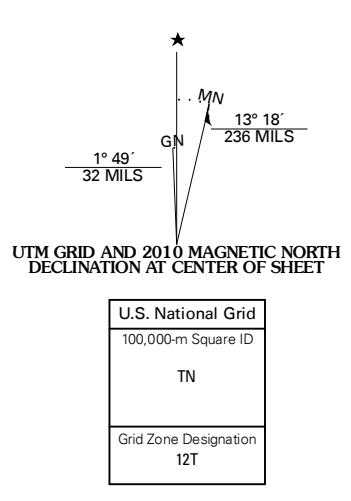 ★
MN
GN
13° 18´
236 MILS
1° 49´
32 MILS
UTM GRID AND 2010 MAGNETIC NORTH
DECLINATION AT CENTER OF SHEET
U.S. National Grid
100,000-m Square ID
TN
Grid Zone Designation
12T